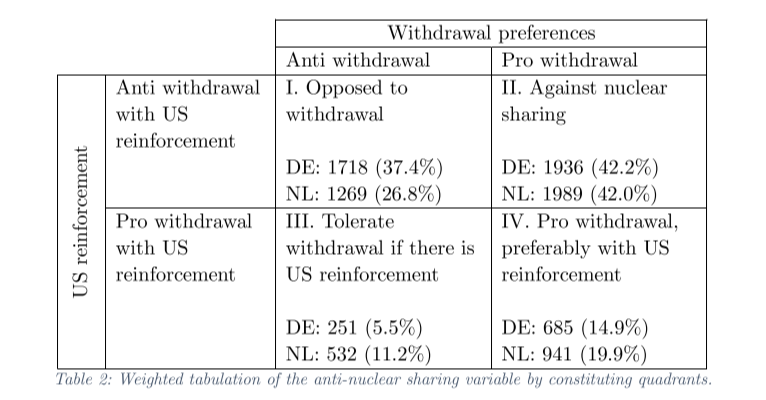 Withdrawal preferences
Anti withdrawal
Pro withdrawal
US reinforcement
Anti withdrawal
with US
reinforcement
I. Opposed to
withdrawal
DE: 1718 (37.4%)
NL: 1269 (26.8%)
II. Against nuclear
sharing
DE: 1936 (42.2%)
NL: 1989 (42.0%)
Pro withdrawal
with US
reinforcement
III. Tolerate
withdrawal if there is
US reinforcement
DE: 251 (5.5%)
NL: 532 (11.2%)
IV. Pro withdrawal,
preferably with US
reinforcement
DE: 685 (14.9%)
NL: 941 (19.9%)
Table 2: Weighted tabulation of the anti-nuclear sharing variable by constituting quadrants.